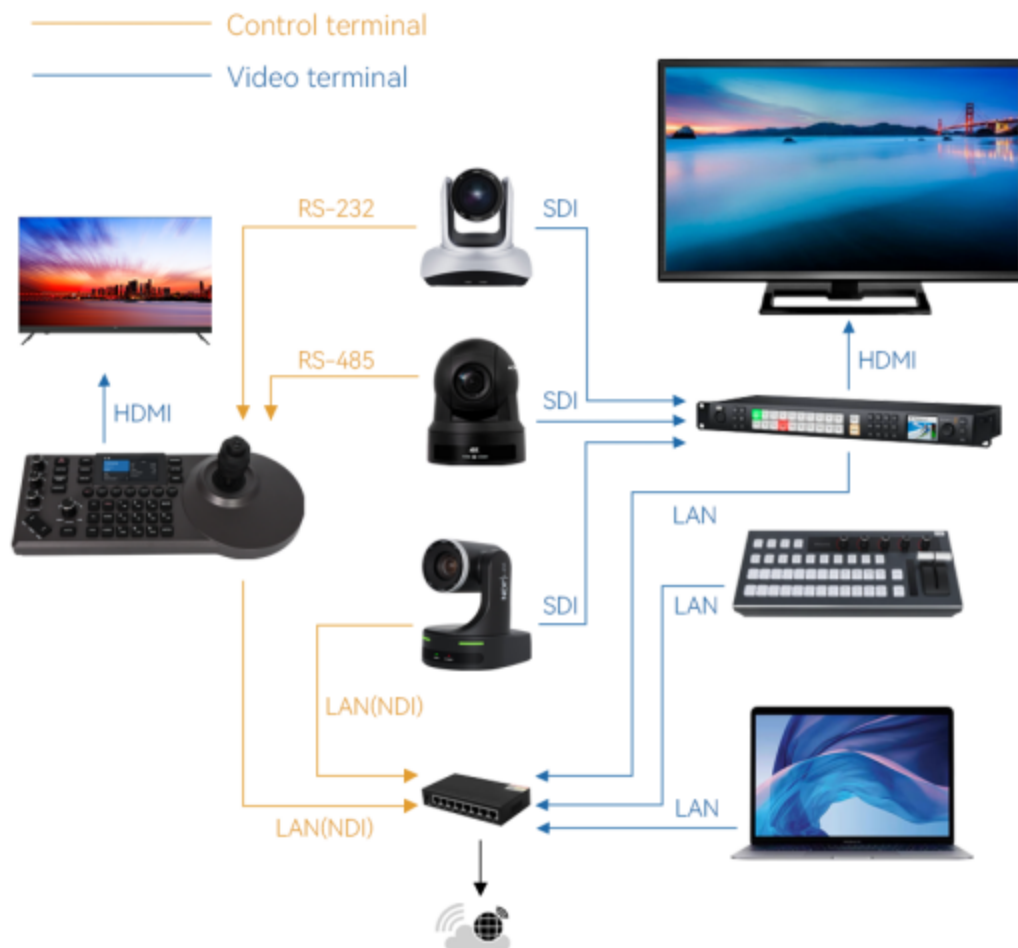 Control terminal
Video terminal
RS-232
SDI
RS-485
HDMI
SDI
HDMI
LAN
SDI
LAN
LAN(NDI)
LAN
LAN(NDI)